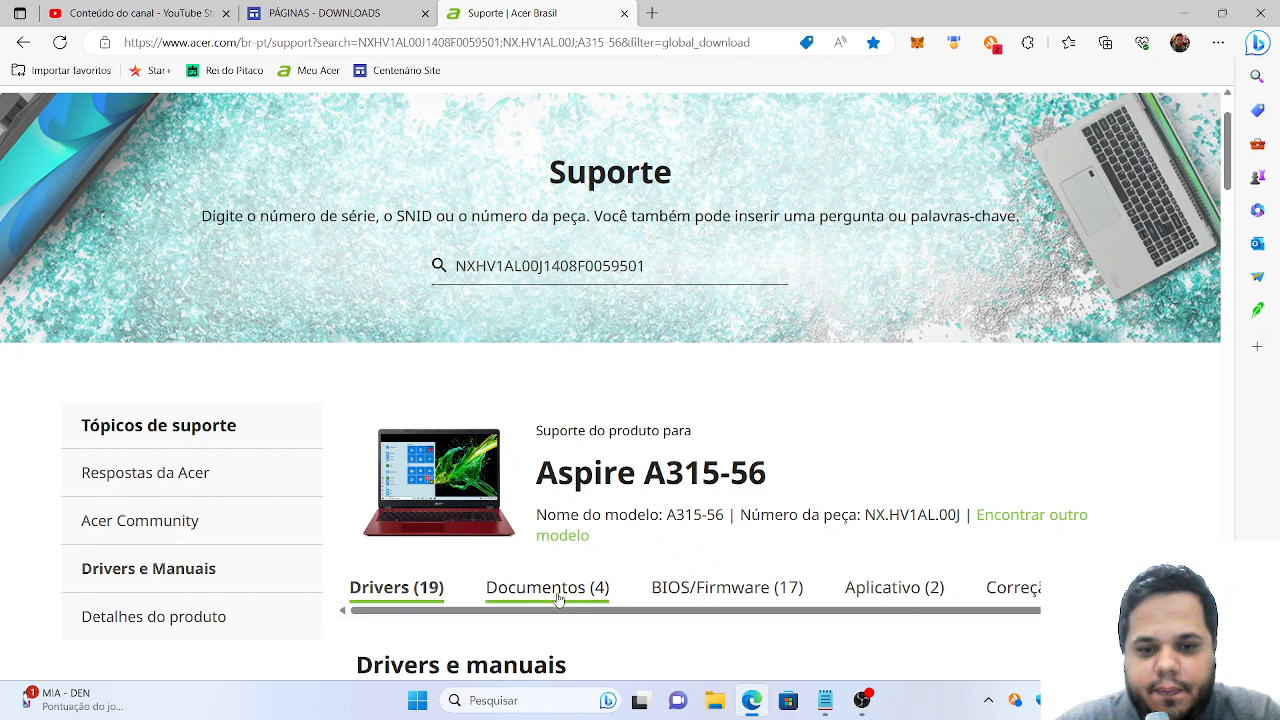 Conteúdo do canal - YouTube St
PÁGINAS - DOWNLOADS
Suporte | Acer Brasil
https://www.acer.com/br-pt/support?search=NXHV1AL00J1408F0059501;NX.HV1AL.00J;A315-56&filter=global_download
2
Importar favoritos
Star+
Rei do Pitaco
Meu Acer
Centenário Site
Suporte
Digite o número de série, o SNID ou o número da peça. Você também pode inserir uma pergunta ou palavras-chave.
NXHV1AL00J1408F0059501
Tópicos de suporte
Respostas da Acer
Acer Community
Drivers e Manuais
Detalhes do produto
Suporte do produto para
Aspire A315-56
Nome do modelo: A315-56 | Número da peça: NX.HV1AL.00J | Encontrar outro
modelo
Drivers (19)
Documentos (4)
BIOS/Firmware (17)
Aplicativo (2)
Correçã
Drivers e manuais
1
MIA - DEN
Pontuação do jo
Pesquisar